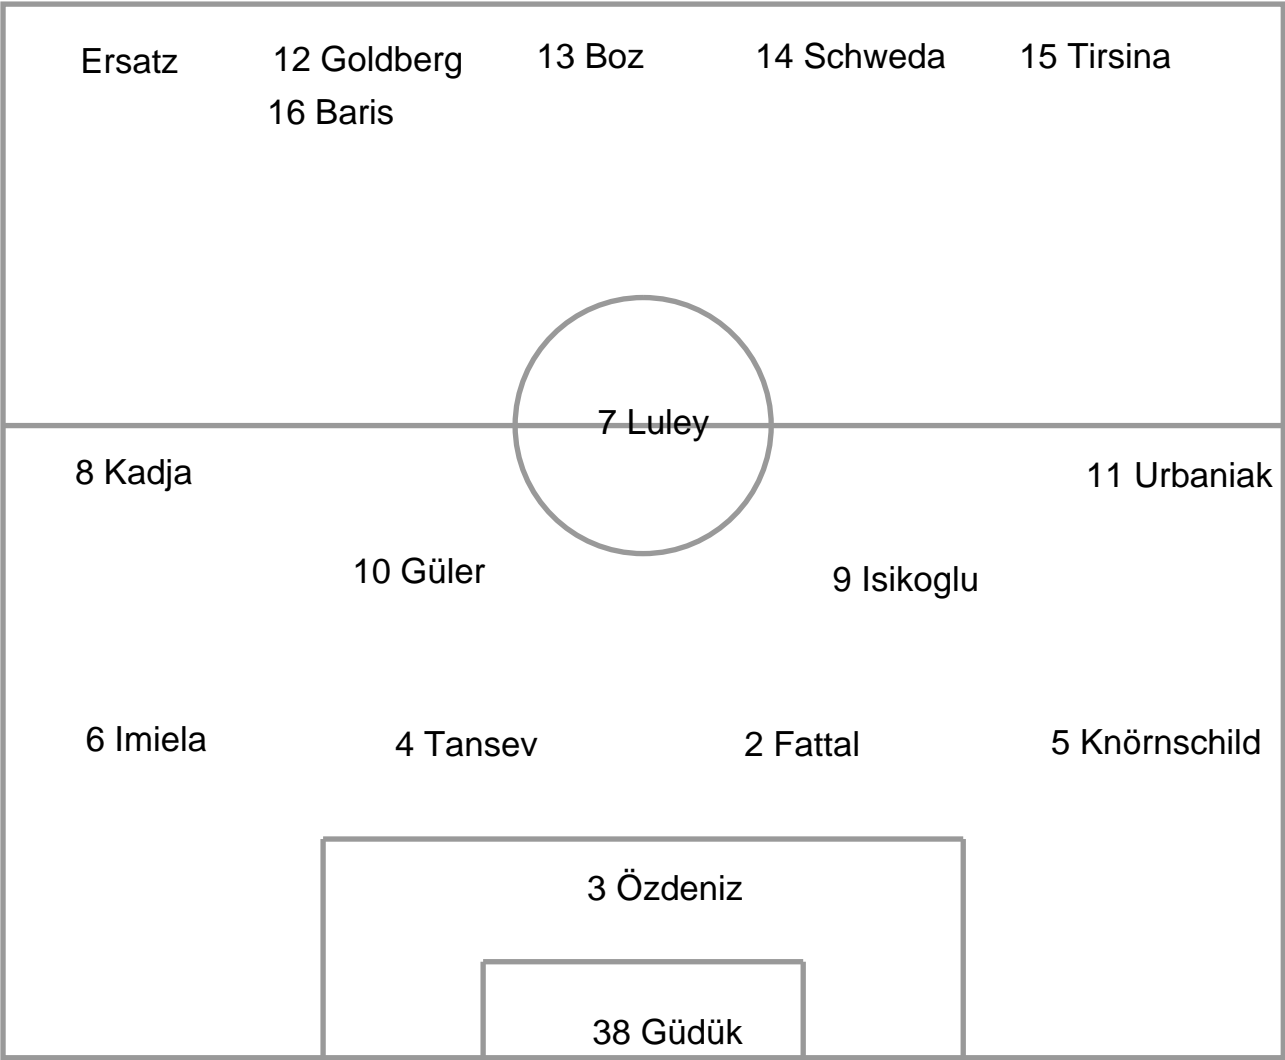 Ersatz 12 Goldberg 13 Boz 14 Schweda 15 Tirsina
16 Baris
7 Luley
8 Kadja 11 Urbaniak
10 Güler 9 Isikoglu
6 Imiela 4 Tansev 2 Fattal 5 Knörnschild
3 Özdeniz
38 Güdük